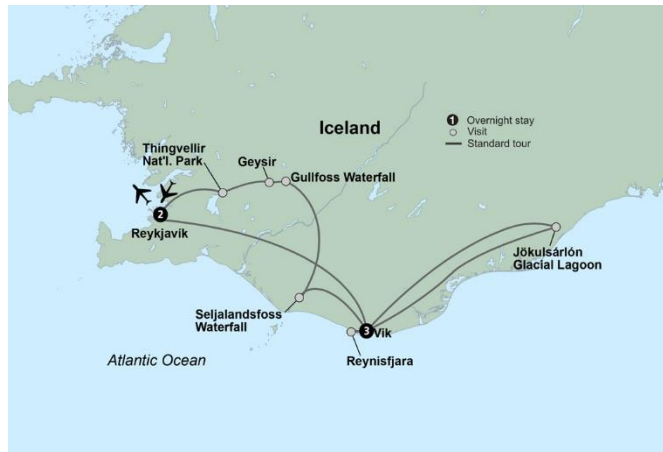 Iceland
1 Overnight stay
Visit
Standard tour
Thingvellir
Nat'l. Park
Geysir
Gullfoss Waterfall
2
Reykjavik
Jökulsárlón
Glacial Lagoon
Seljalandsfoss
Waterfall
3 Vik
Reynisfjara
Atlantic Ocean